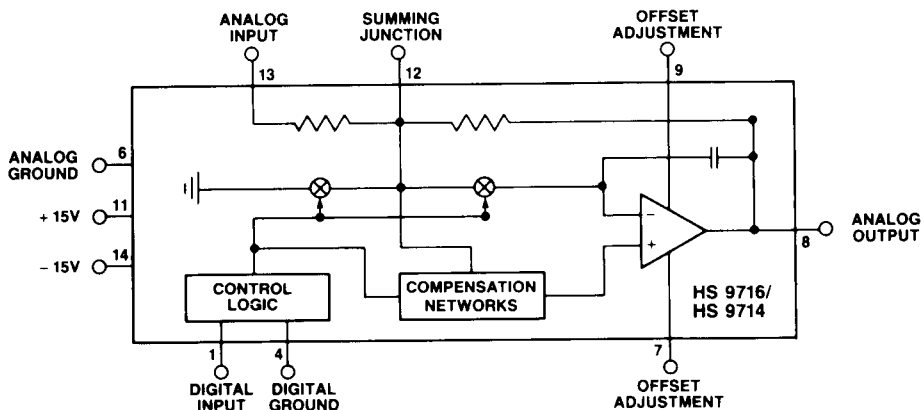 ANALOG
INPUT
13
SUMMING
JUNCTION
12
OFFSET
ADJUSTMENT
9
ANALOG
GROUND
6
+ 15V
11
- 15V
14
CONTROL
LOGIC
COMPENSATION
NETWORKS
-
+
HS 9716/
HS 9714
8
ANALOG
OUTPUT
1
DIGITAL
INPUT
4
DIGITAL
GROUND
7
OFFSET
ADJUSTMENT